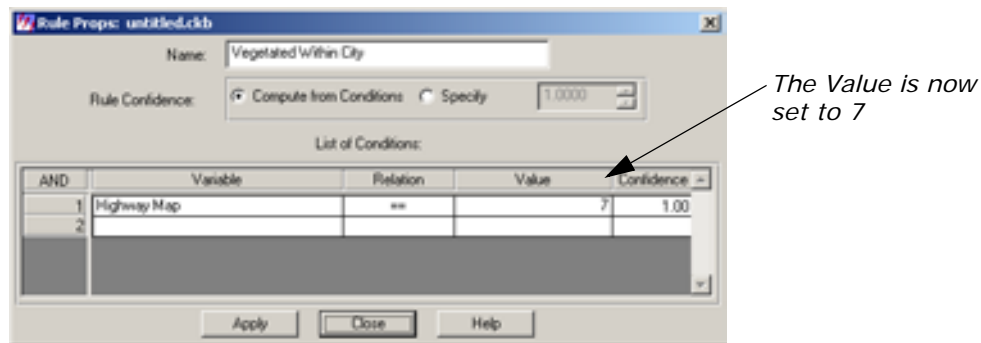 Rule Props: untitled.ckb
Name: Vegetated Within City
Rule Confidence: Compute from Conditions Specify 1.0000
The Value is now
set to 7
List of Conditions:
AND Variable Relation Value Confidence
1 Highway Map == 7 1.00
2
Apply Close Help